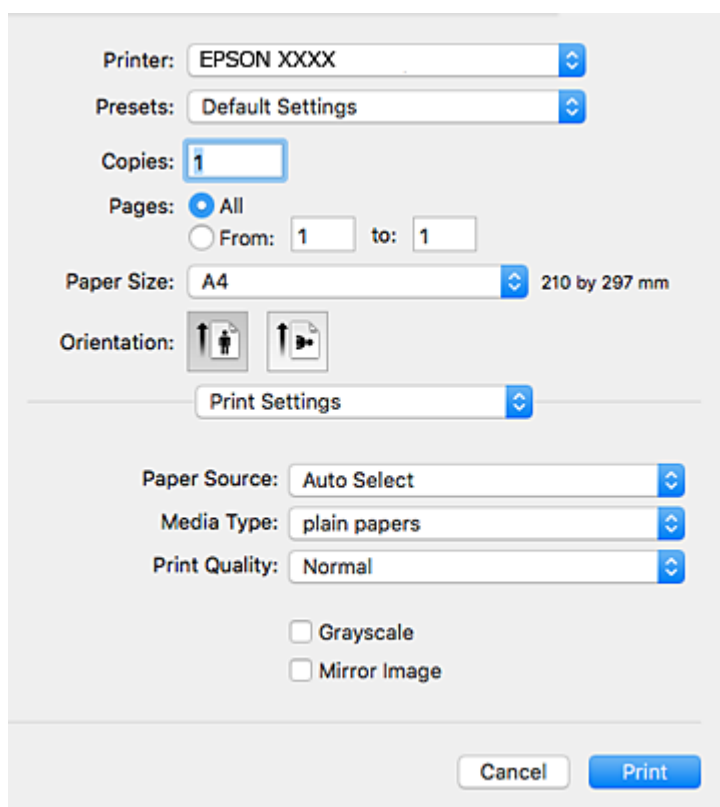 Printer: EPSON XXXX
Presets: Default Settings
Copies: 1
Pages: All
From: 1 to: 1
Paper Size: A4 210 by 297 mm
Orientation:
Print Settings
Paper Source: Auto Select
Media Type: plain papers
Print Quality: Normal
Grayscale
Mirror Image
Cancel Print